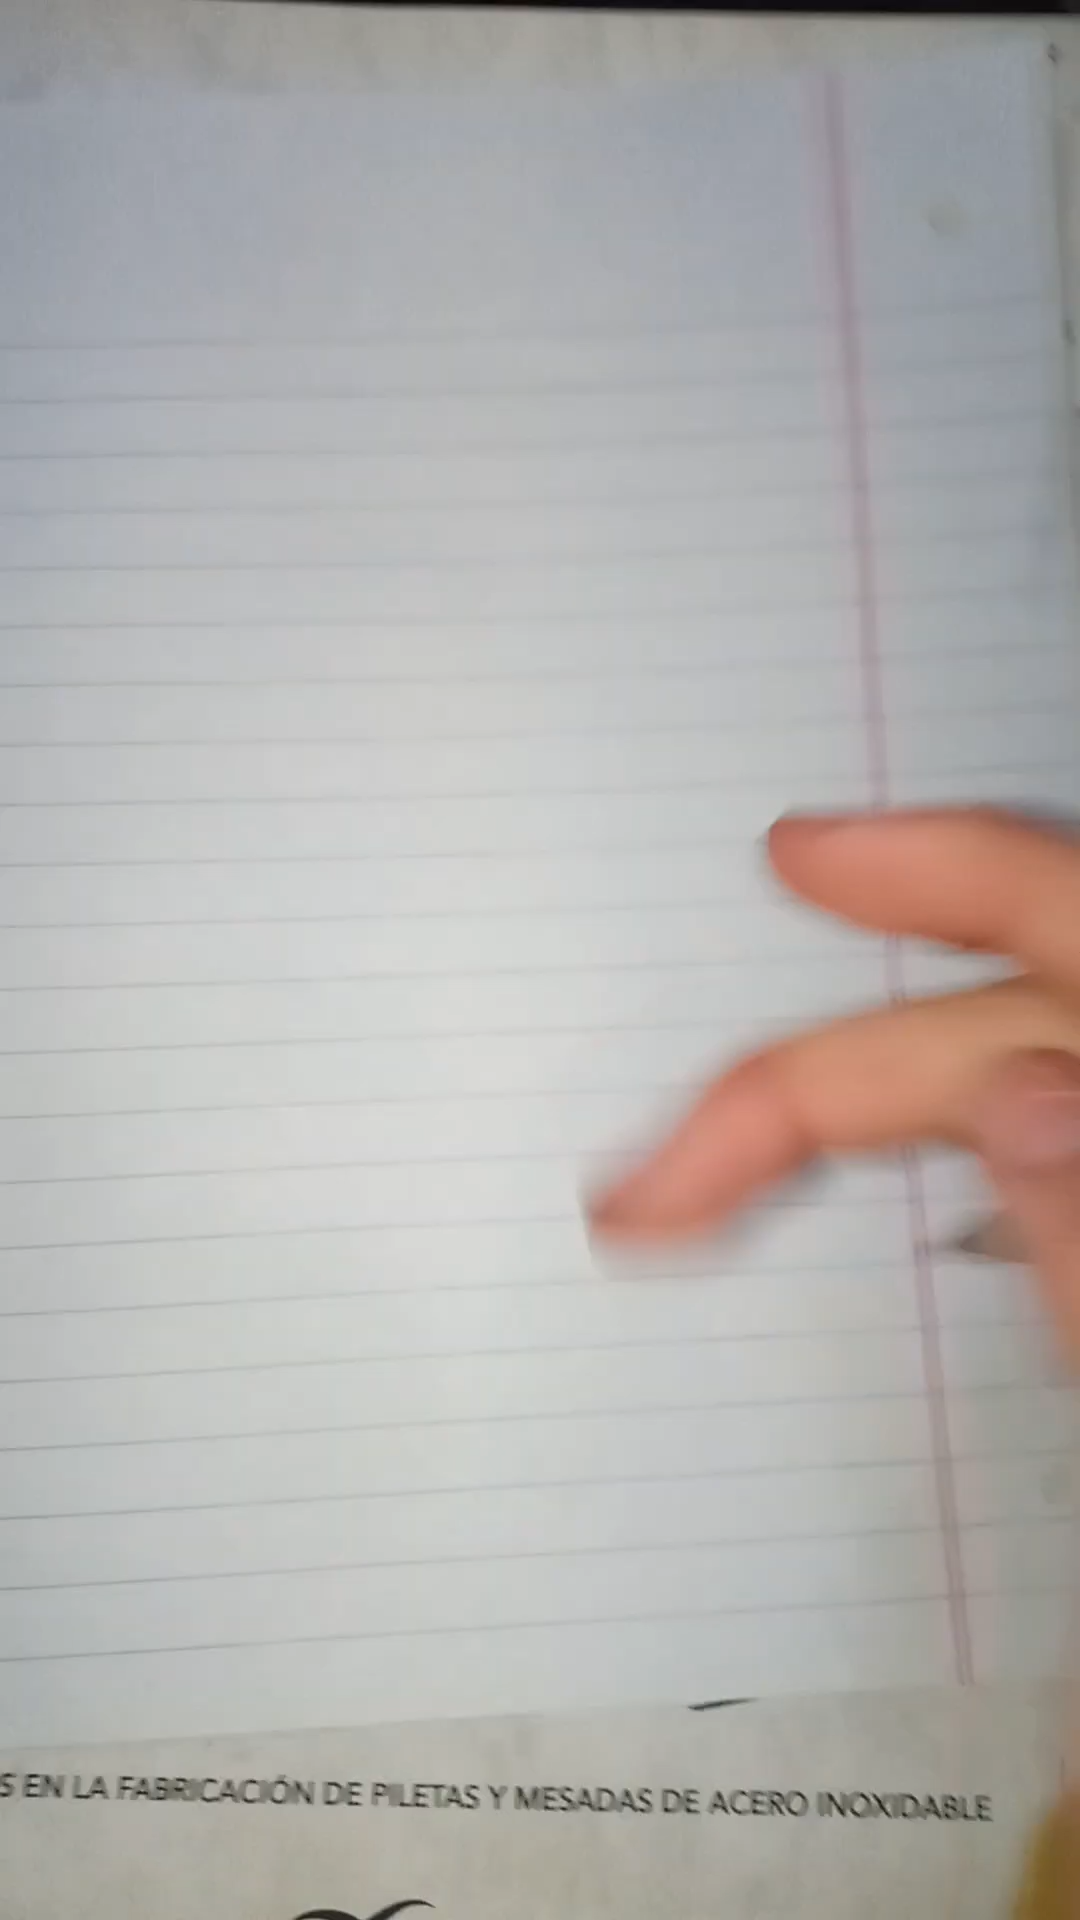 S EN LA FABRICACIÓN DE PILETAS Y MESADAS DE ACERO INOXIDABLE